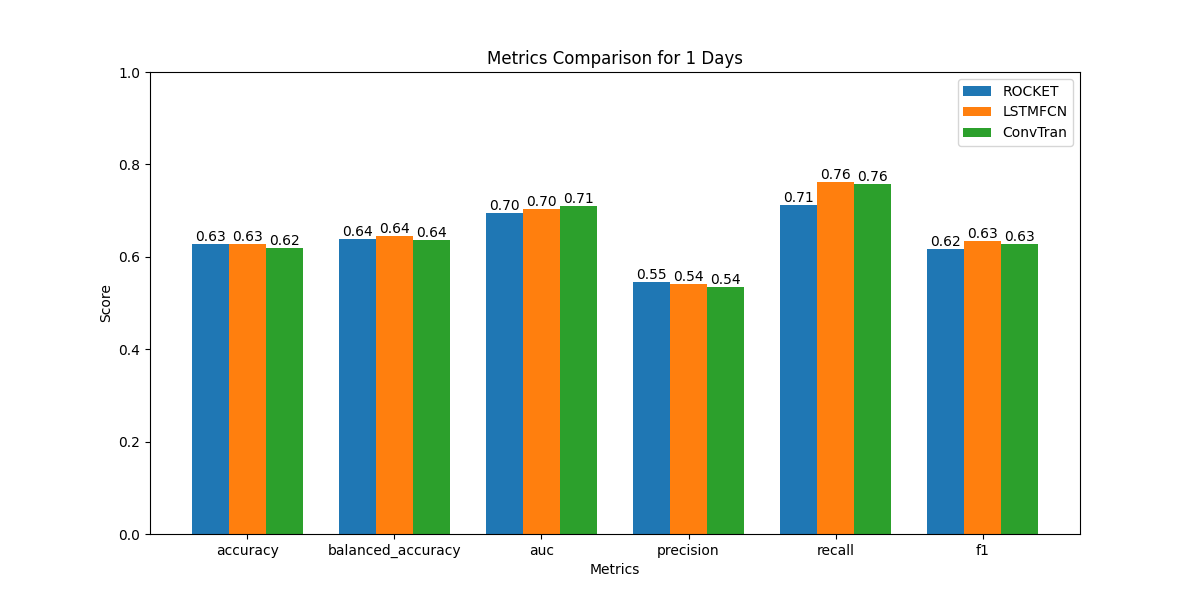 Metrics Comparison for 1 Days
1.0
0.8
0.6
0.4
0.2
0.0
Score
ROCKET
LSTMFCN
ConvTran
0.63 0.63 0.62
0.64 0.64 0.64
0.70 0.70 0.71
0.55 0.54 0.54
0.71 0.76 0.76
0.62 0.63 0.63
accuracy balanced_accuracy auc precision recall f1
Metrics